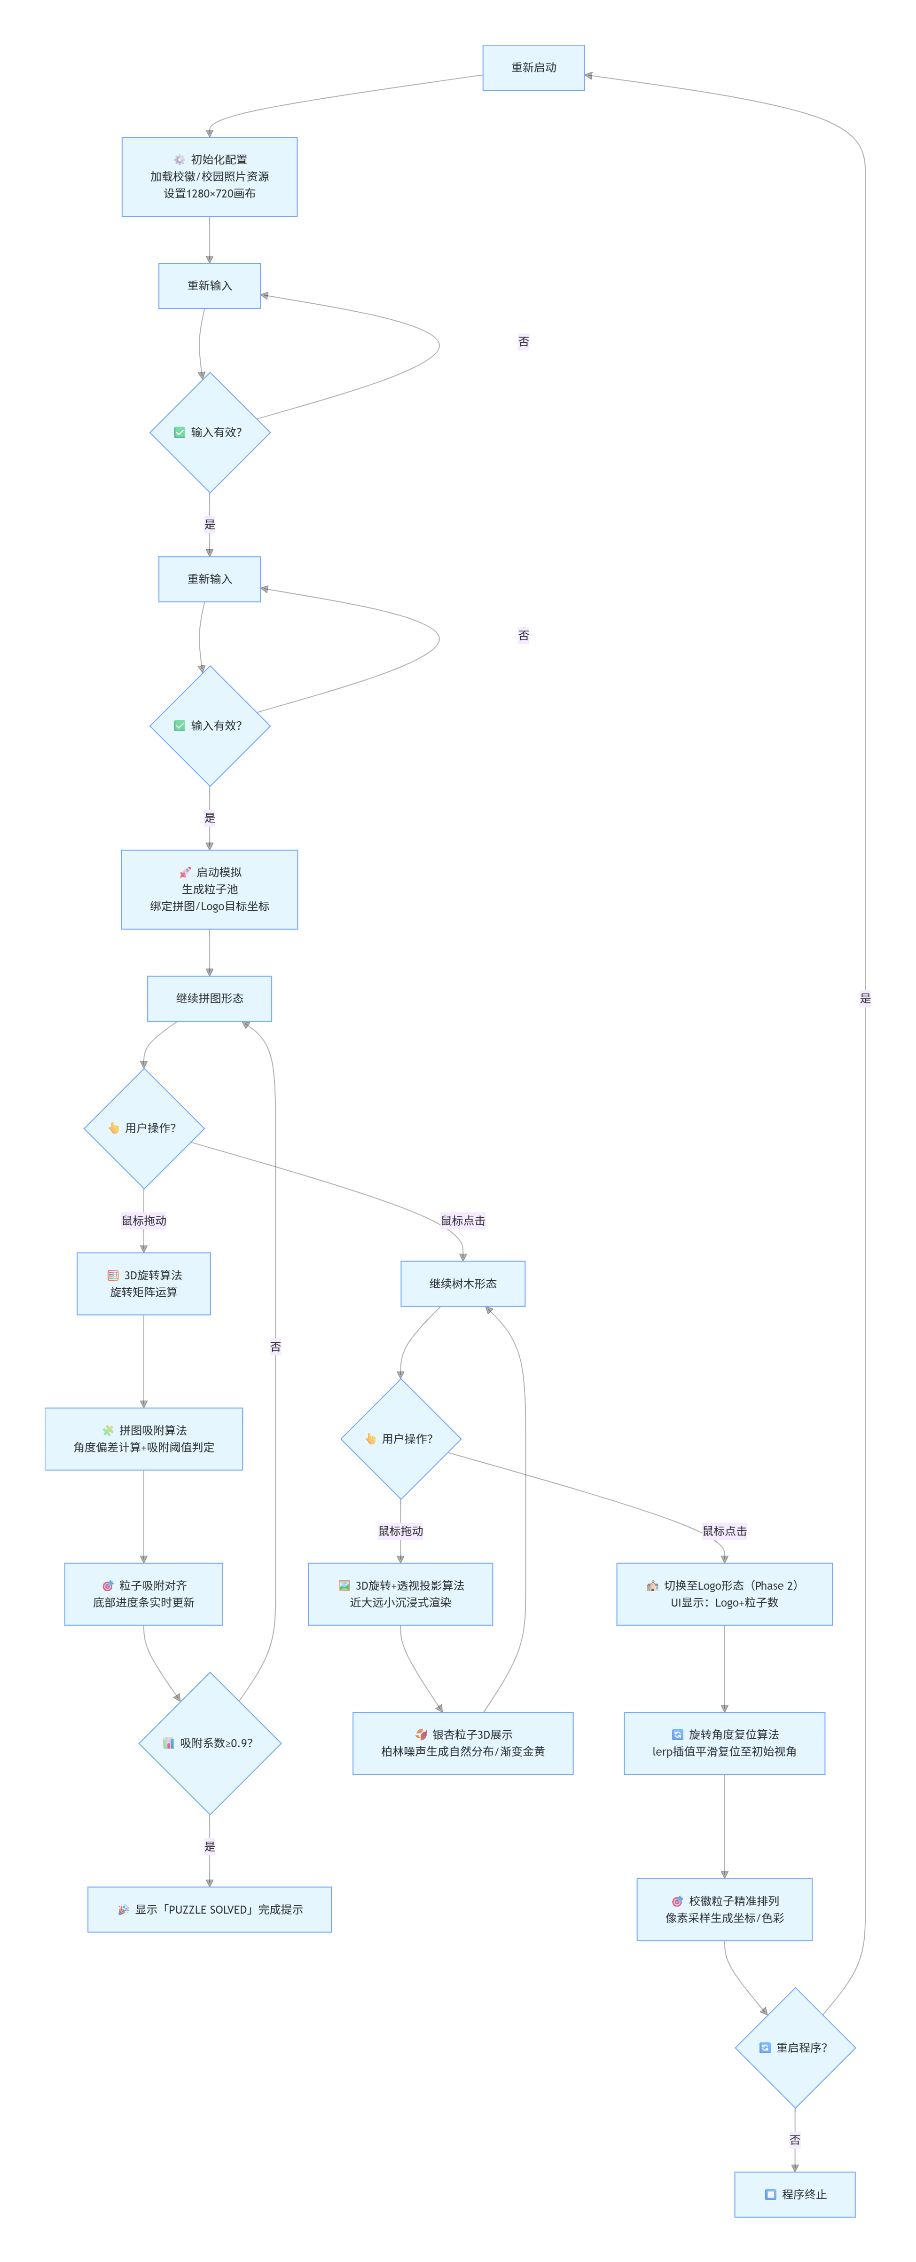 重新启动
⚙️ 初始化配置
加载校徽/校园照片资源
设置1280×720画布
重新输入
否
✅ 输入有效?
是
重新输入
否
✅ 输入有效?
是
🚀 启动模拟
生成粒子池
绑定拼图/Logo目标坐标
继续拼图形态
是
👆 用户操作?
鼠标拖动
鼠标点击
🧮 3D旋转算法
旋转矩阵运算
继续树木形态
否
🧩 拼图吸附算法
角度偏差计算+吸附阈值判定
👆 用户操作?
鼠标拖动
鼠标点击
🎯 粒子吸附对齐
底部进度条实时更新
🖼️ 3D旋转+透视投影算法
近大远小沉浸式渲染
🏫 切换至Logo形态（Phase 2）
UI显示：Logo+粒子数
📊 吸附系数≥0.9?
🍂 银杏粒子3D展示
柏林噪声生成自然分布/渐变金黄
🔄 旋转角度复位算法
lerp插值平滑复位至初始视角
是
🎉 显示「PUZZLE SOLVED」完成提示
🎯 校徽粒子精准排列
像素采样生成坐标/色彩
🔄 重启程序?
否
⏹️ 程序终止